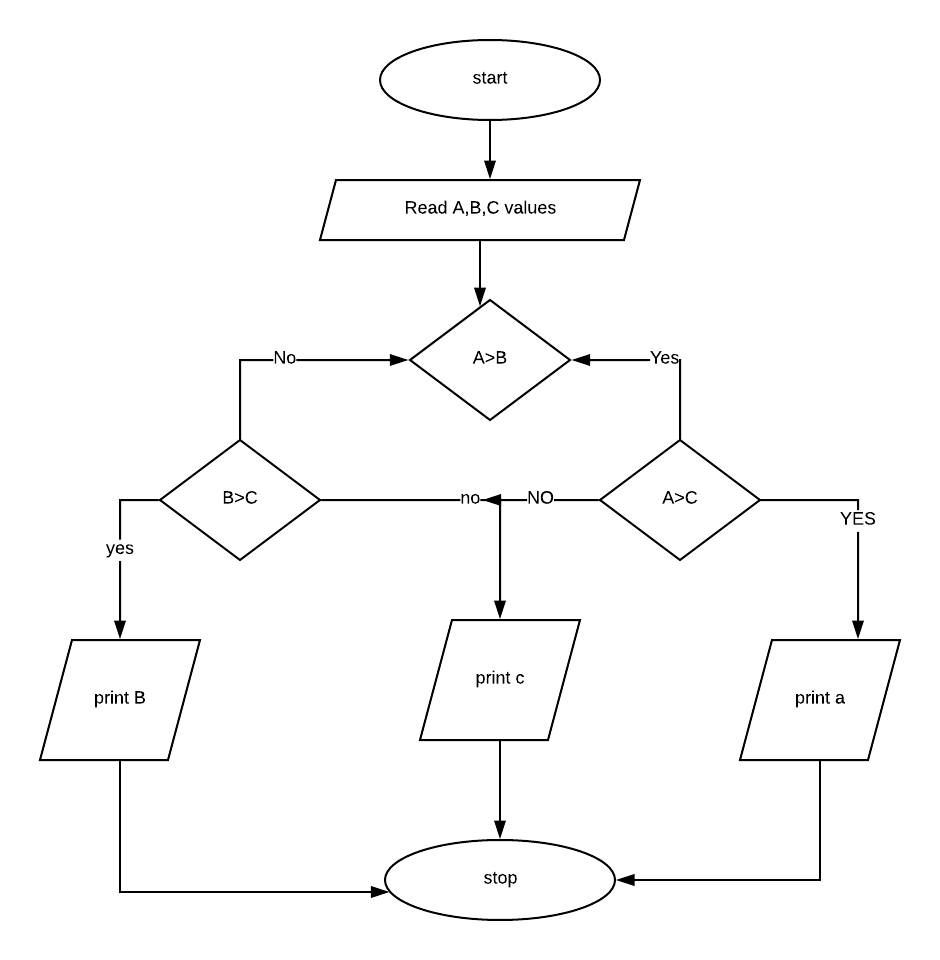 start
Read A,B,C values
A>B
No
Yes
B>C
no
NO
A>C
YES
yes
print B
print c
print a
stop